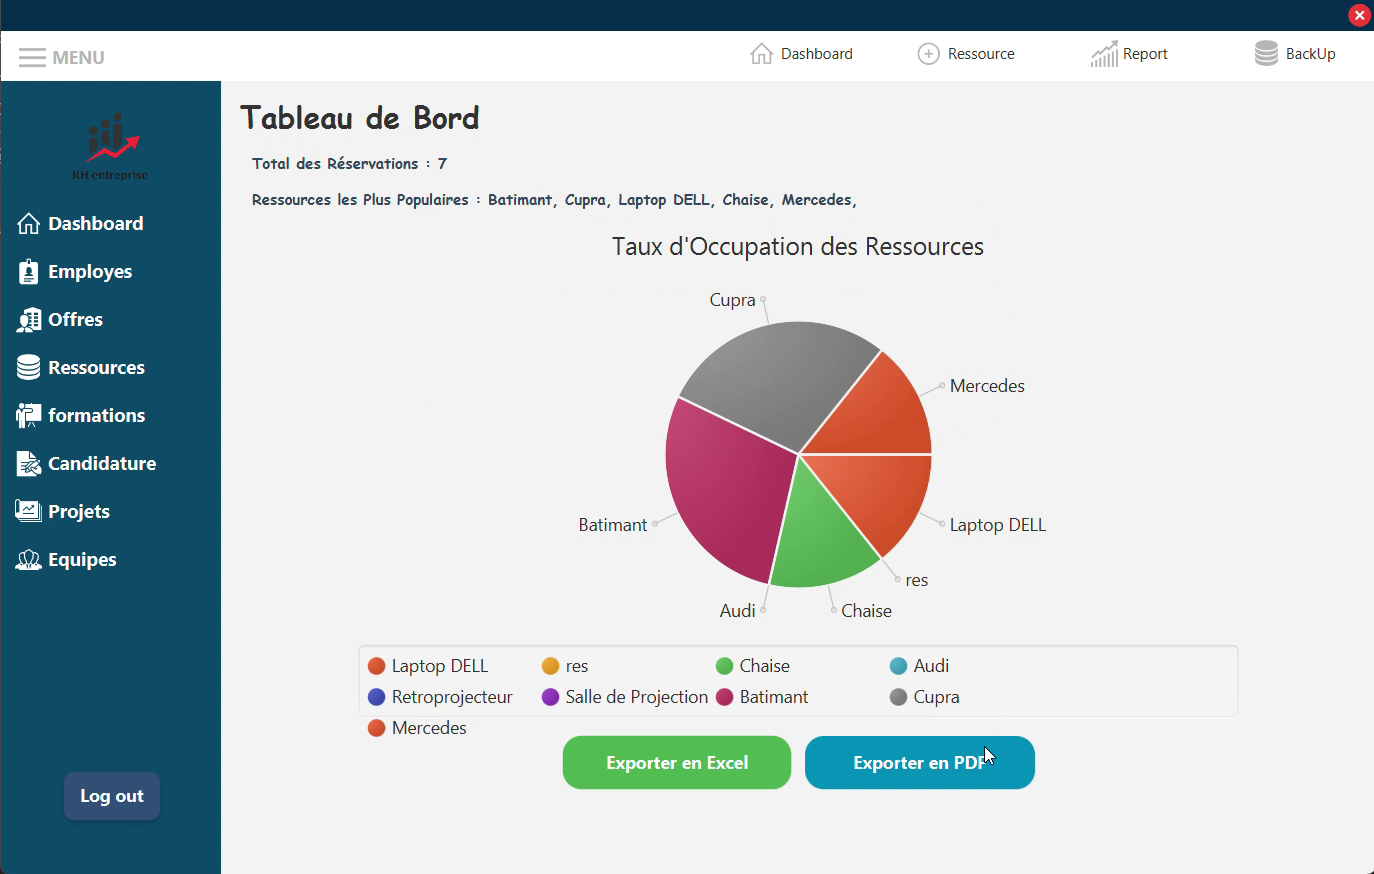 MENU
Dashboard
Ressource
Report
BackUp
RH entreprise
Dashboard
Employes
Offres
Ressources
formations
Candidature
Projets
Equipes
Log out
Tableau de Bord
Total des Réservations : 7
Ressources les Plus Populaires : Batimant, Cupra, Laptop DELL, Chaise, Mercedes,
Taux d'Occupation des Ressources
Cupra
Mercedes
Batimant
Laptop DELL
res
Audi
Chaise
Laptop DELL
res
Chaise
Audi
Retroprojecteur
Salle de Projection
Batimant
Cupra
Mercedes
Exporter en Excel
Exporter en PDF